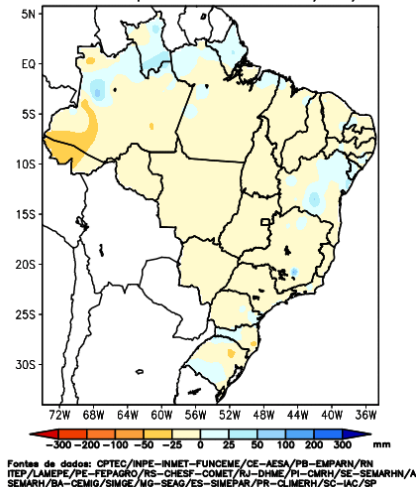 5N
EQ
5S
10S
15S
20S
25S
30S
72W 68W 64W 60W 56W 52W 48W 44W 40W 36W
-300 -200 -100 -50 -25 0 25 50 100 200 300 mm
Fontes de dados: CPTEC/INPE-INMET-FUNCEME/CE-AESA/PB-EMPARN/RN
ITEP/LAMEPE/PE-FEPAGRO/RS-CHESF-COMET/RJ-DHME/PI-CMRH/SE-SEMARHN/A
SEMARH/BA-CEMIG/SIMGE/MG-SEAG/ES-SIMEPAR/PR-CLIMERH/SC-IAC/SP